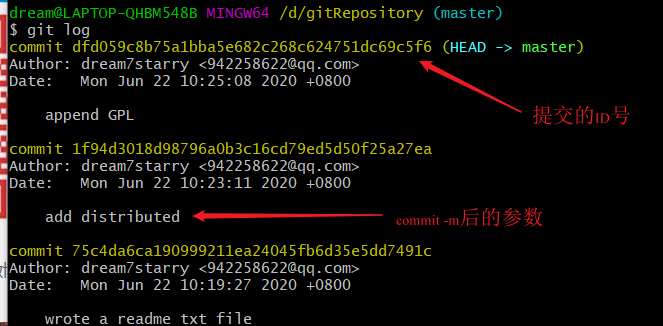 dream@LAPTOP-QHBM548B MINGW64 /d/gitRepository (master)
$ git log
commit dfd059c8b75a1bba5e682c268c624751dc69c5f6 (HEAD -> master)
Author: dream7starry <942258622@qq.com>
Date:   Mon Jun 22 10:25:08 2020 +0800
append GPL
提交的ID号
commit 1f94d3018d98796a0b3c16cd79ed5d50f25a27ea
Author: dream7starry <942258622@qq.com>
Date:   Mon Jun 22 10:23:11 2020 +0800
add distributed
commit -m后的参数
commit 75c4da6ca190999211ea24045fb6d35e5dd7491c
Author: dream7starry <942258622@qq.com>
Date:   Mon Jun 22 10:19:27 2020 +0800
wrote a readme txt file